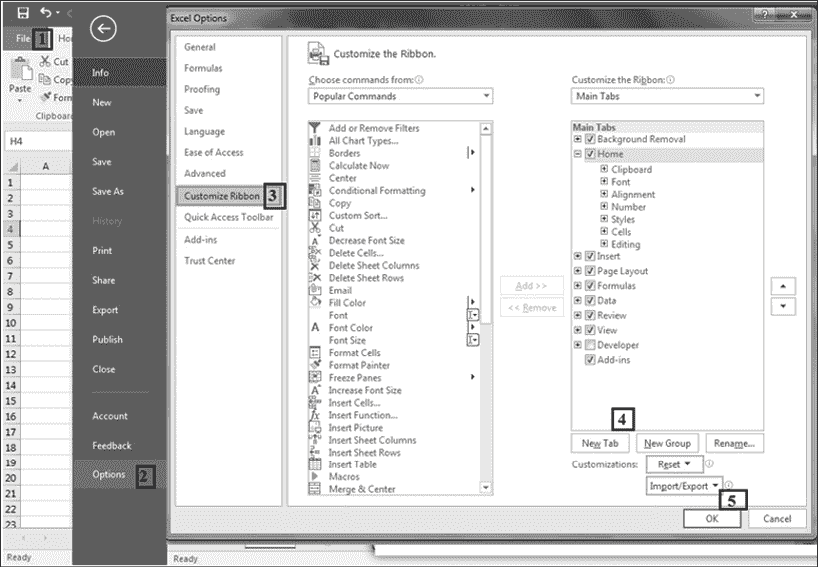 File 1 Ho
Cut
Copy
Form
Paste
Clipboard
H4
A
1
2
3
4
5
6
7
8
9
10
11
12
13
14
15
16
17
18
19
20
21
22
23
Ready
Info
New
Open
Save
Save As
History
Print
Share
Export
Publish
Close
Account
Feedback
Options 2
Excel Options
General
Formulas
Proofing
Save
Language
Ease of Access
Advanced
Customize Ribbon 3
Quick Access Toolbar
Add-ins
Trust Center
Customize the Ribbon.
Choose commands from:
Popular Commands
Add or Remove Filters
All Chart Types...
Borders
Calculate Now
Center
Conditional Formatting
Copy
Custom Sort...
Cut
Decrease Font Size
Delete Cells...
Delete Sheet Columns
Delete Sheet Rows
Email
Fill Color
Font
Font Color
Font Size
Format Cells
Format Painter
Freeze Panes
Increase Font Size
Insert Cells...
Insert Function...
Insert Picture
Insert Sheet Columns
Insert Sheet Rows
Insert Table
Macros
Merge & Center
Add >>
<< Remove
Customize the Ribbon:
Main Tabs
Main Tabs
Background Removal
Home
Clipboard
Font
Alignment
Number
Styles
Cells
Editing
Insert
Page Layout
Formulas
Data
Review
View
Developer
Add-ins
4
New Tab New Group Rename...
Customizations: Reset
Import/Export
5
OK Cancel
Ready